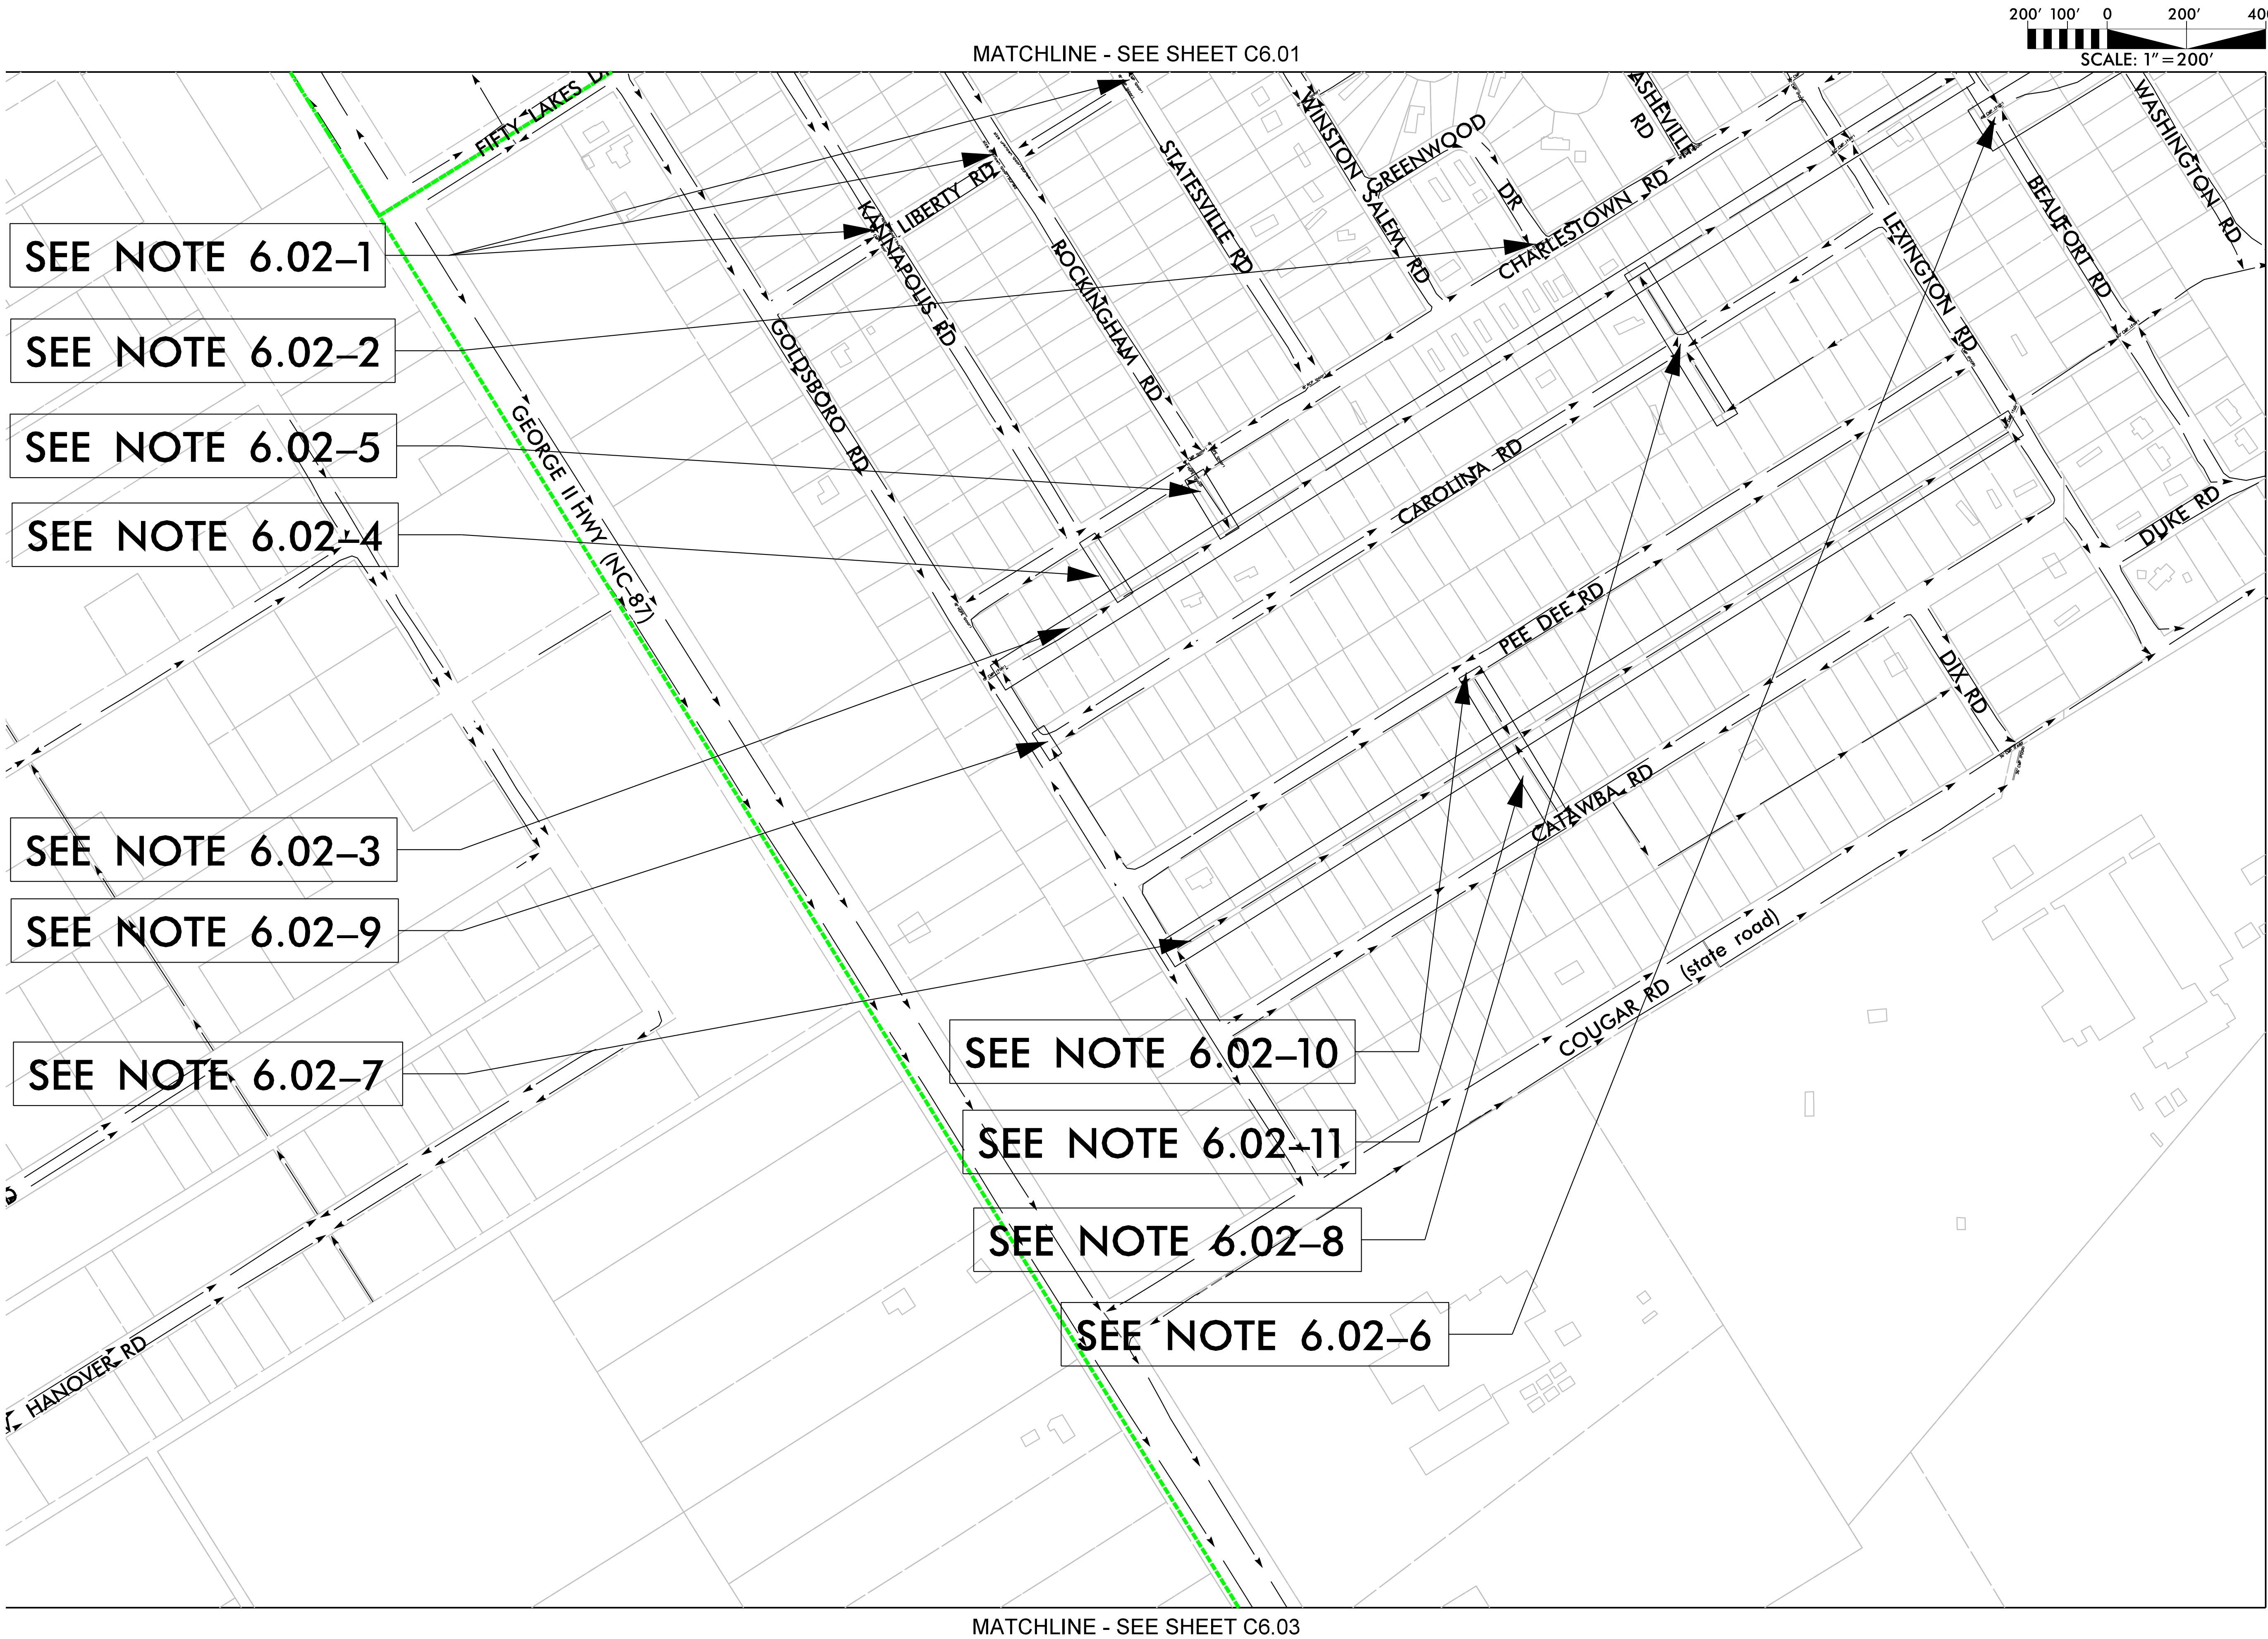 200' 100' 0 200'
SCALE: 1"=200'
MATCHLINE - SEE SHEET C6.01
FIFTY LAKES
ASHEVILLE
RD
WASHINGTON RD
WINSTON SALEM RD
GREENWOOD
DR
STATESVILLE RD
LIBERTY RD
KANNAPOLIS RD
CHARLESTOWN RD
BEAUFORT RD
LEXINGTON RD
ROCKINGHAM RD
GOLDSBORO RD
SEE NOTE 6.02-1
SEE NOTE 6.02-2
SEE NOTE 6.02-5
SEE NOTE 6.02-4
GEORGE II HWY (NC-87)
CAROLINA RD
DUKE RD
PEE DEE RD
DIX RD
CATAWBA RD
SEE NOTE 6.02-3
SEE NOTE 6.02-9
COUGAR RD (state road)
SEE NOTE 6.02-7
SEE NOTE 6.02-10
SEE NOTE 6.02-11
SEE NOTE 6.02-8
SEE NOTE 6.02-6
HANOVER RD
MATCHLINE - SEE SHEET C6.03